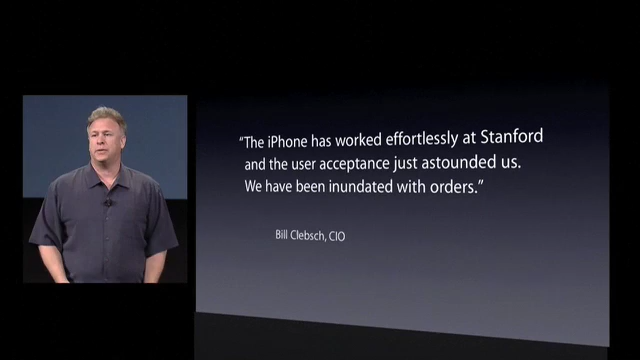 “The iPhone has worked effortlessly at Stanford
and the user acceptance just astounded us.
We have been inundated with orders.”
Bill Clebsch, CIO